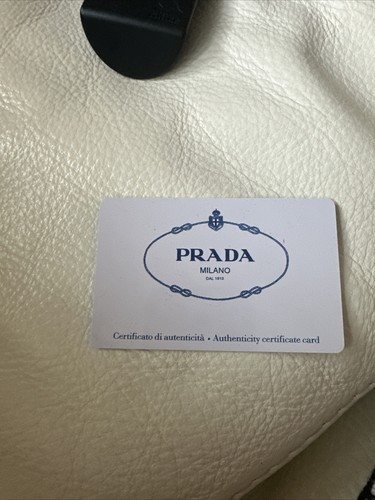 PRADA
MILANO
DAL 1913
Certificato di autenticità • Authenticity certificate card